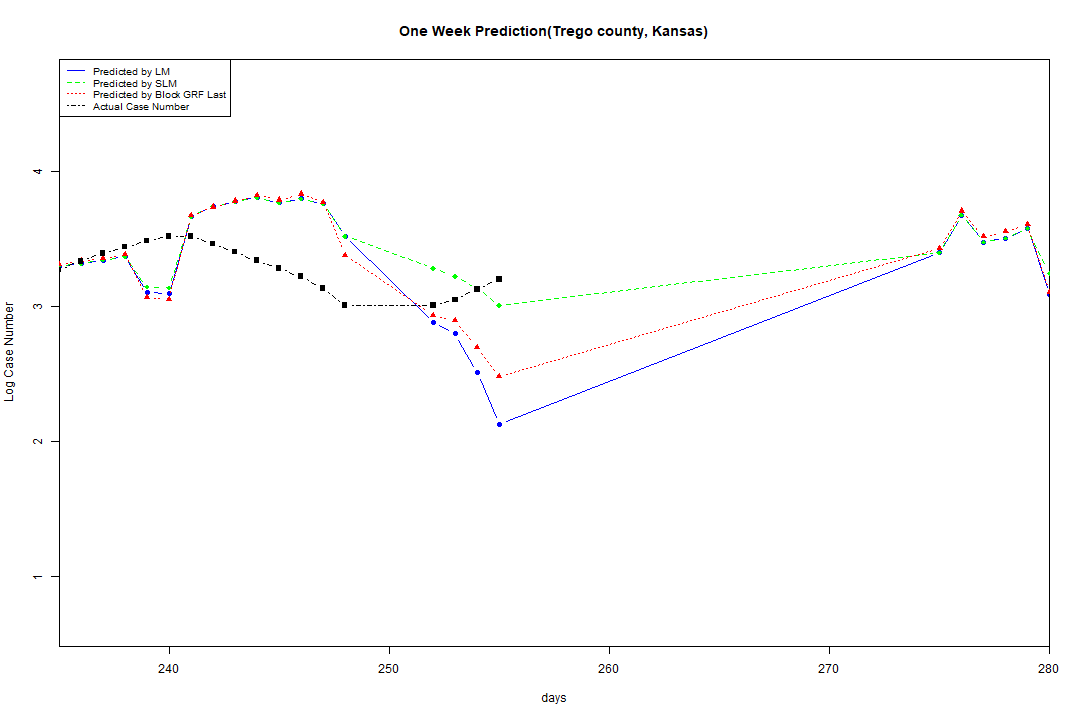 One Week Prediction(Trego county, Kansas)
Predicted by LM
Predicted by SLM
Predicted by Block GRF Last
Actual Case Number
Log Case Number
4
3
2
1
240 250 260 270 280
days